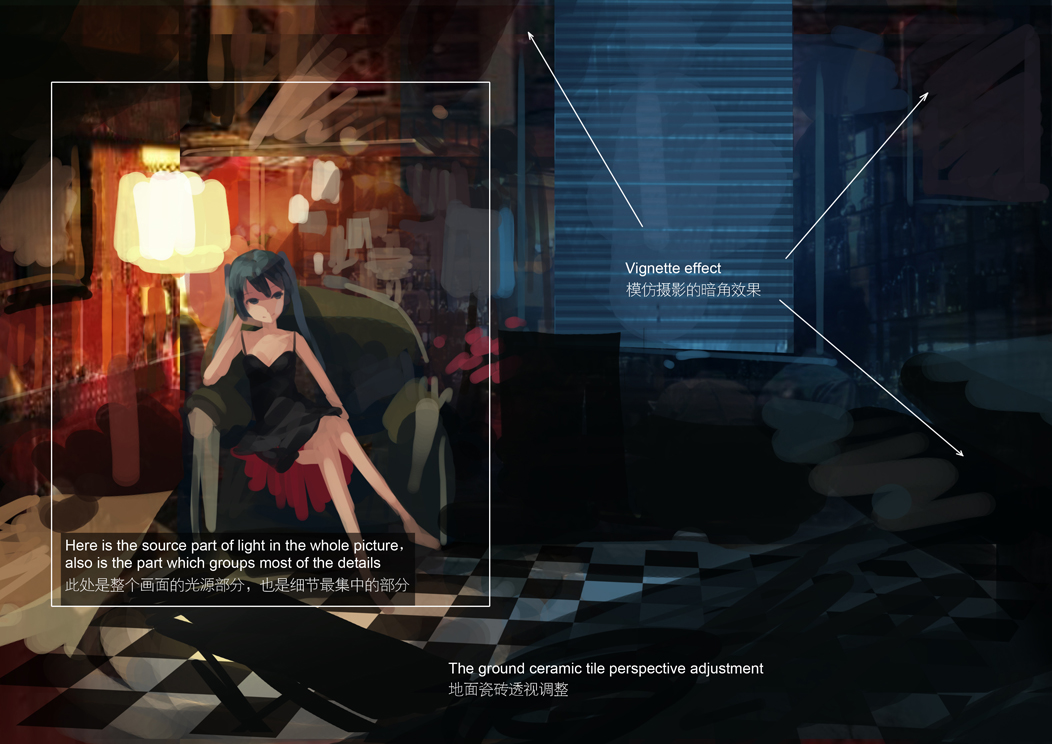 Vignette effect
模仿摄影的暗角效果
Here is the source part of light in the whole picture,
also is the part which groups most of the details
此处是整个画面的光源部分，也是细节最集中的部分
The ground ceramic tile perspective adjustment
地面瓷砖透视调整